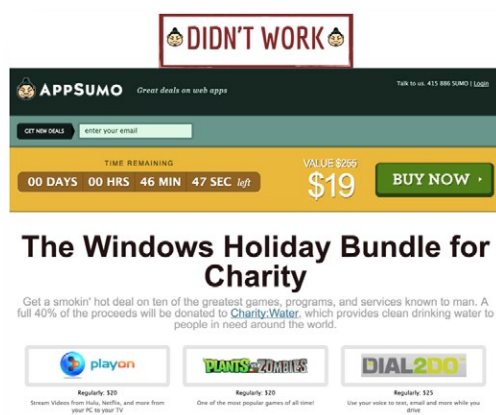 DIDN'T WORK
APPSUMO Great deals on web apps
Talk to us. 415 886 SUMO | Login
GET NEW DEALS enter your email
TIME REMAINING
00 DAYS 00 HRS 46 MIN 47 SEC left
VALUE $255
$19
BUY NOW
The Windows Holiday Bundle for
Charity
Get a smokin' hot deal on ten of the greatest games, programs, and services known to man. A
full 40% of the proceeds will be donated to Charity:Water, which provides clean drinking water to
people in need around the world.
playon
Regularly: $20
Stream Videos from Hulu, Netflix, and more from
your PC to your TV
PLANTS VS ZOMBIES
Regularly: $20
One of the most popular games of all time!
DIAL2DO
Regularly: $25
Use your voice to text, email and more while you
drive